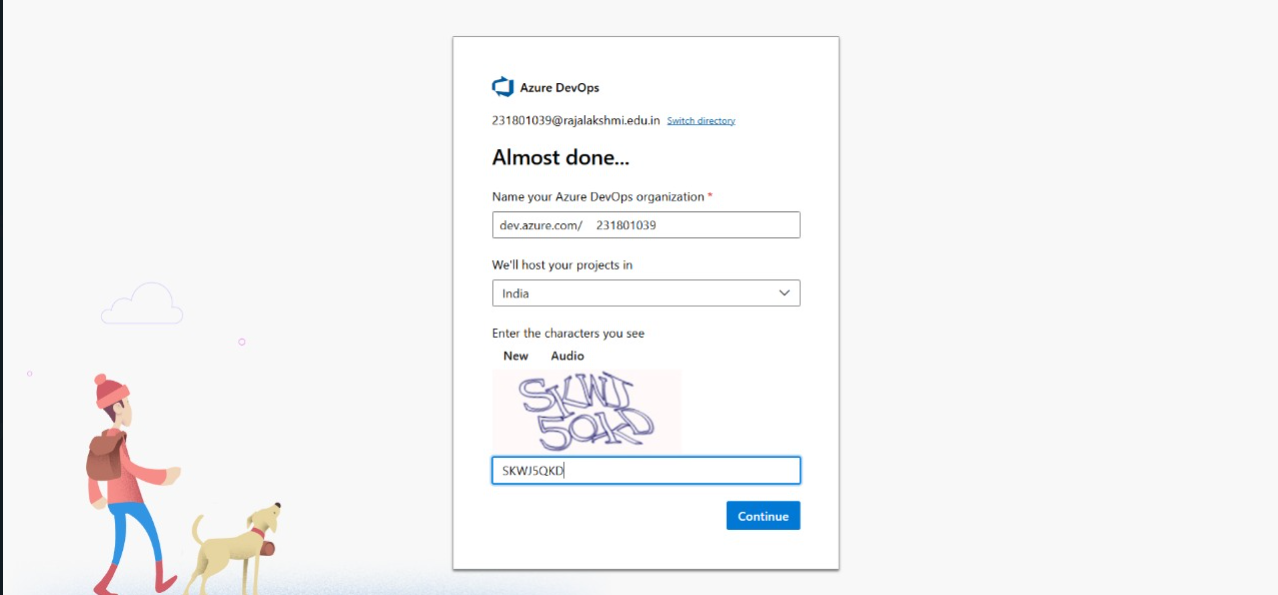 Azure DevOps
231801039@rajalakshmi.edu.in Switch directory
Almost done...
Name your Azure DevOps organization *
dev.azure.com/ 231801039
We'll host your projects in
India
Enter the characters you see
New Audio
SKWJ5QKD
Continue